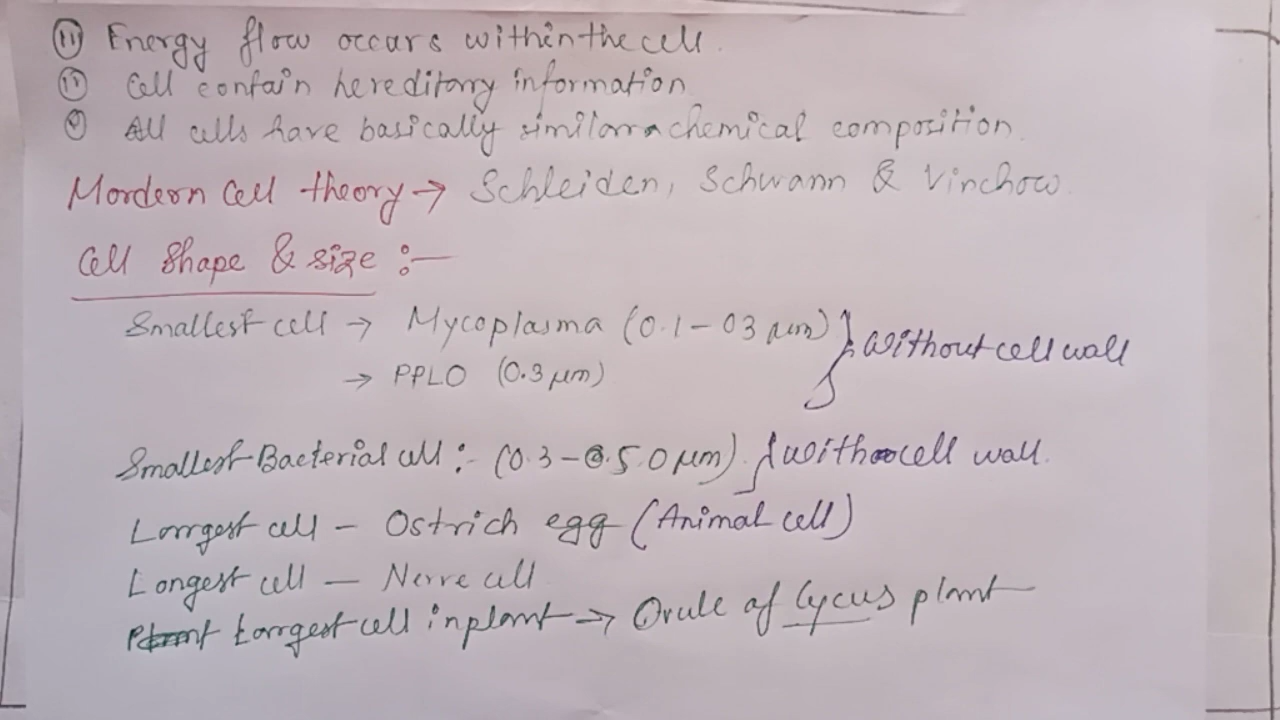 (iii) Energy flow occurs within the cell.
(iv) Cell contain hereditory information
(v) All cells have basically similar chemical composition.
Mordern Cell theory → Schleiden, Schwann & Virchow.
Cell Shape & size :-
Smallest cell → Mycoplasma (0.1 - 03 μm) } without cell wall
→ PPLO (0.3 μm)
Smallest Bacterial cell :- (0.3 - 5.0 μm). } with cell wall.
Largest cell - Ostrich egg (Animal cell)
Longest cell - Nerve cell
Largest cell in plant → Ovule of Cycus plant